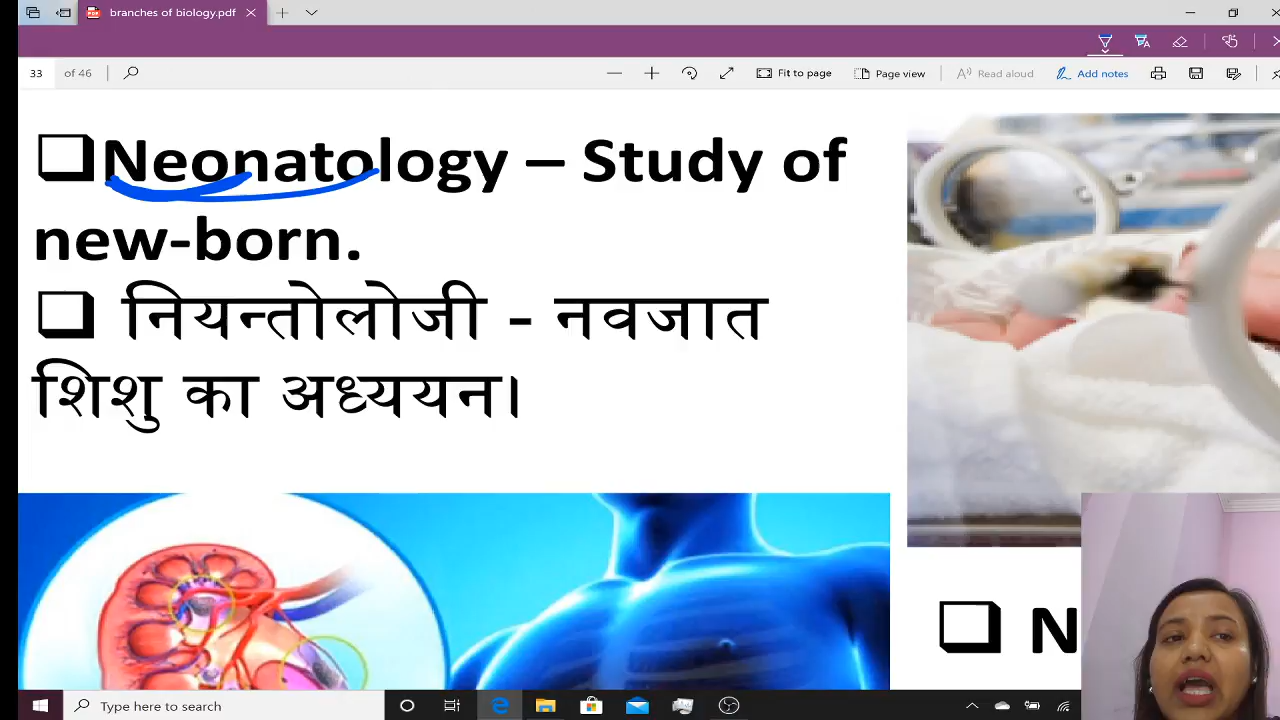 branches of biology.pdf
33 of 46
Fit to page
Page view
Read aloud
Add notes
Neonatology – Study of
new-born.
नियन्तोलोजी - नवजात
शिशु का अध्ययन।
N
Type here to search